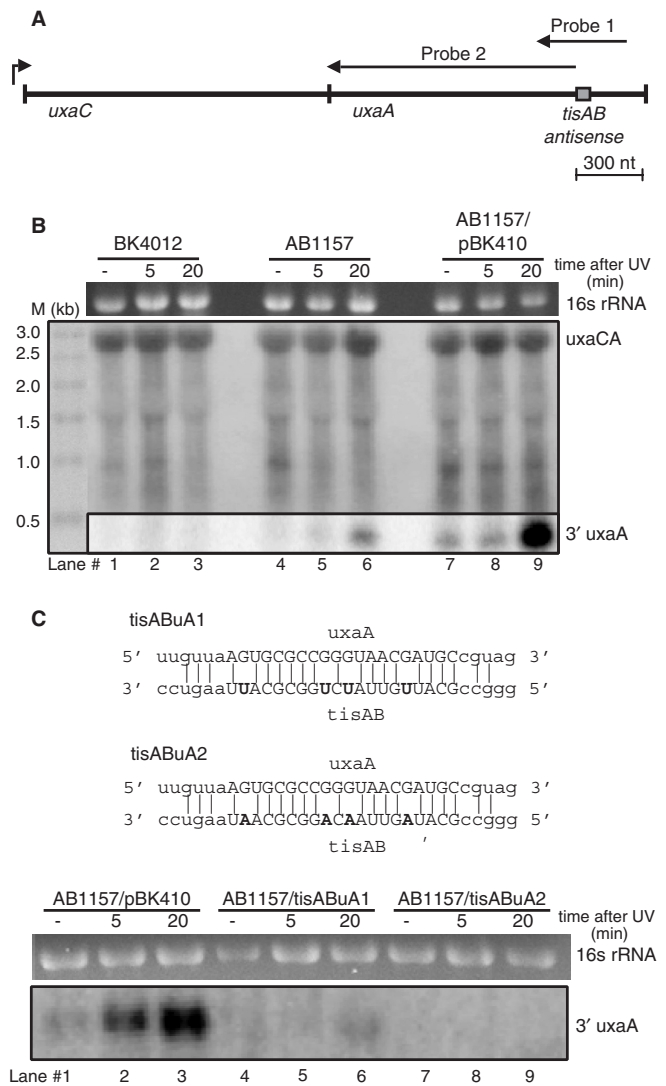 A
Probe 1
Probe 2
uxaC
uxaA
tisAB
antisense
300 nt
B
BK4012
AB1157
AB1157/
pBK410
- 5 20 - 5 20 - 5 20 time after UV
(min)
16s rRNA
M (kb)
3.0
uxaCA
2.5
2.0
1.5
1.0
0.5
3′ uxaA
Lane # 1 2 3 4 5 6 7 8 9
C
tisABuA1
uxaA
5′ uuguuaAGUGCGCCGGGUAACGAUGCcguag 3′
3′ ccugaaUUACGCGGUCUAUUGUUACGccggg 5′
tisAB
tisABuA2
uxaA
5′ uuguuaAGUGCGCCGGGUAACGAUGCcguag 3′
3′ ccugaaUAACGCGGACAAUUGAUACGccggg 5′
tisAB ′
AB1157/pBK410 AB1157/tisABuA1 AB1157/tisABuA2
- 5 20 - 5 20 - 5 20 time after UV
(min)
16s rRNA
3′ uxaA
Lane #1 2 3 4 5 6 7 8 9